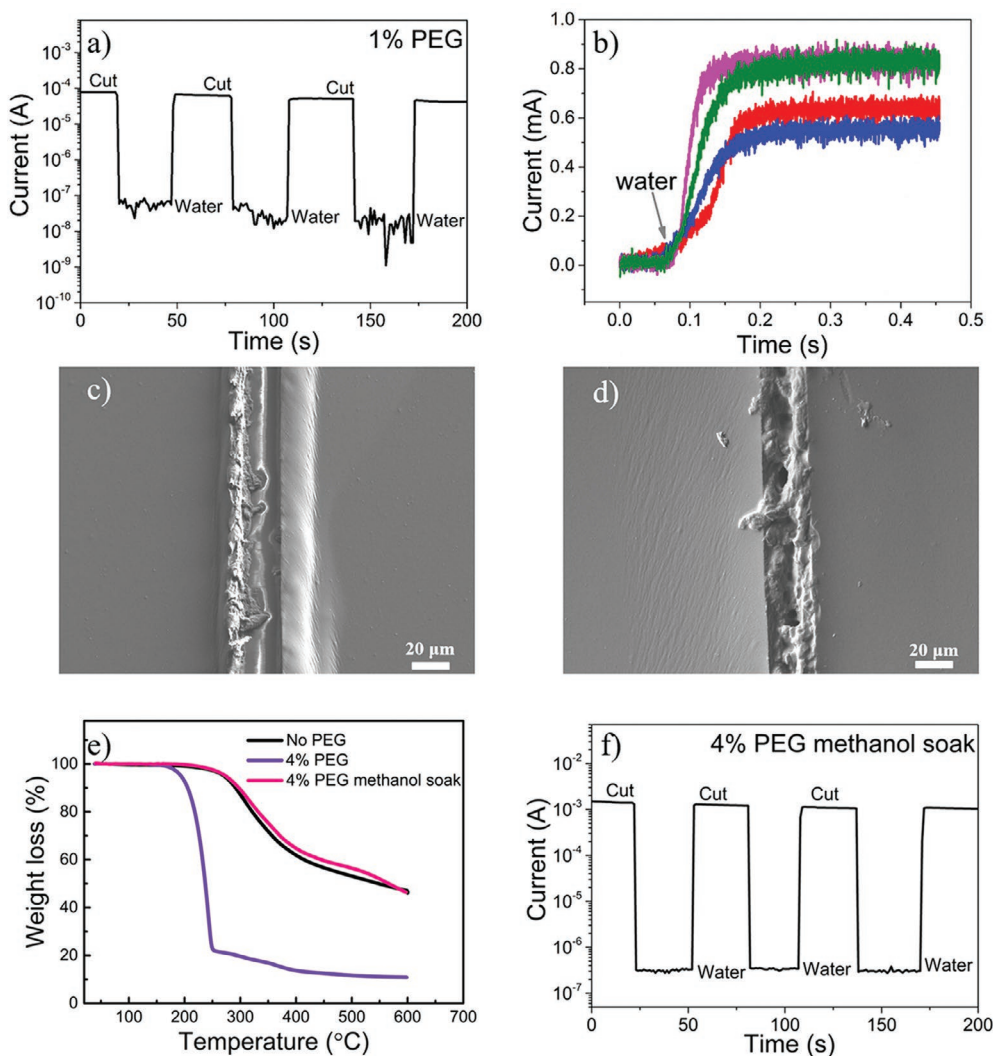 a)
1% PEG
10⁻³
10⁻⁴
10⁻⁵
10⁻⁶
10⁻⁷
10⁻⁸
10⁻⁹
10⁻¹⁰
Current (A)
Cut
Cut
Cut
Water
Water
Water
0 50 100 150 200
Time (s)
b)
1.0
0.8
0.6
0.4
0.2
0.0
Current (mA)
water
0.0 0.1 0.2 0.3 0.4 0.5
Time (s)
c)
20 μm
d)
20 μm
e)
No PEG
4% PEG
4% PEG methanol soak
100
80
60
40
20
0
Weight loss (%)
100 200 300 400 500 600 700
Temperature (°C)
f)
4% PEG methanol soak
10⁻²
10⁻³
10⁻⁴
10⁻⁵
10⁻⁶
10⁻⁷
Current (A)
Cut
Cut
Cut
Water
Water
Water
0 50 100 150 200
Time (s)